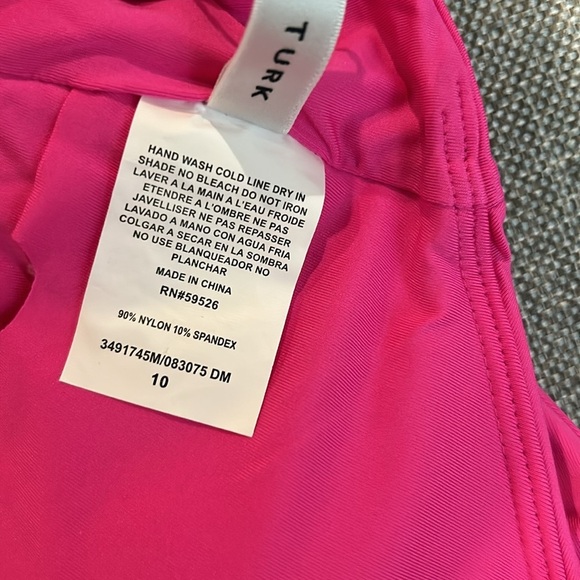 TURK
HAND WASH COLD LINE DRY IN
SHADE NO BLEACH DO NOT IRON
LAVER A LA MAIN A L'EAU FROIDE
ETENDRE A L'OMBRE NE PAS
JAVELLISER NE PAS REPASSER
LAVADO A MANO CON AGUA FRIA
COLGAR A SECAR EN LA SOMBRA
NO USE BLANQUEADOR NO
PLANCHAR
MADE IN CHINA
RN#59526
90% NYLON 10% SPANDEX
3491745M/083075 DM
10